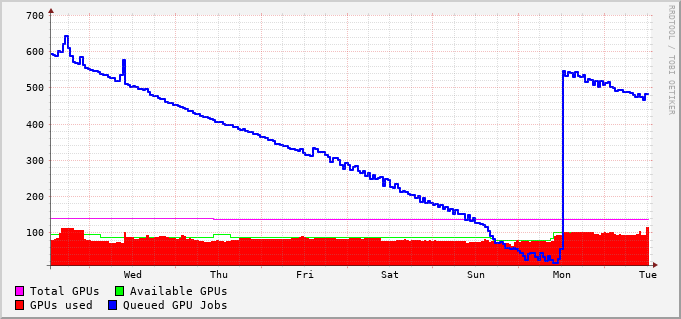 700
600
500
400
300
200
100
Wed Thu Fri Sat Sun Mon Tue
Total GPUs Available GPUs
GPUs used Queued GPU Jobs
RRDTOOL / TOBI OETIKER